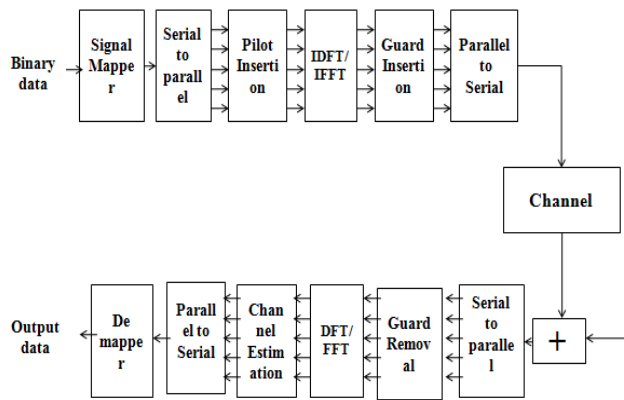 Binary
data
Signal
Mappe
r
Serial
to
parall
el
Pilot
Inserti
on
IDFT/
IFFT
Guard
Inserti
on
Parallel
to
Serial
Channel
Output
data
De
mappe
r
Parall
el to
Serial
Chan
nel
Estim
ation
DFT/
FFT
Guard
Remov
al
Serial
to
paralle
l
+